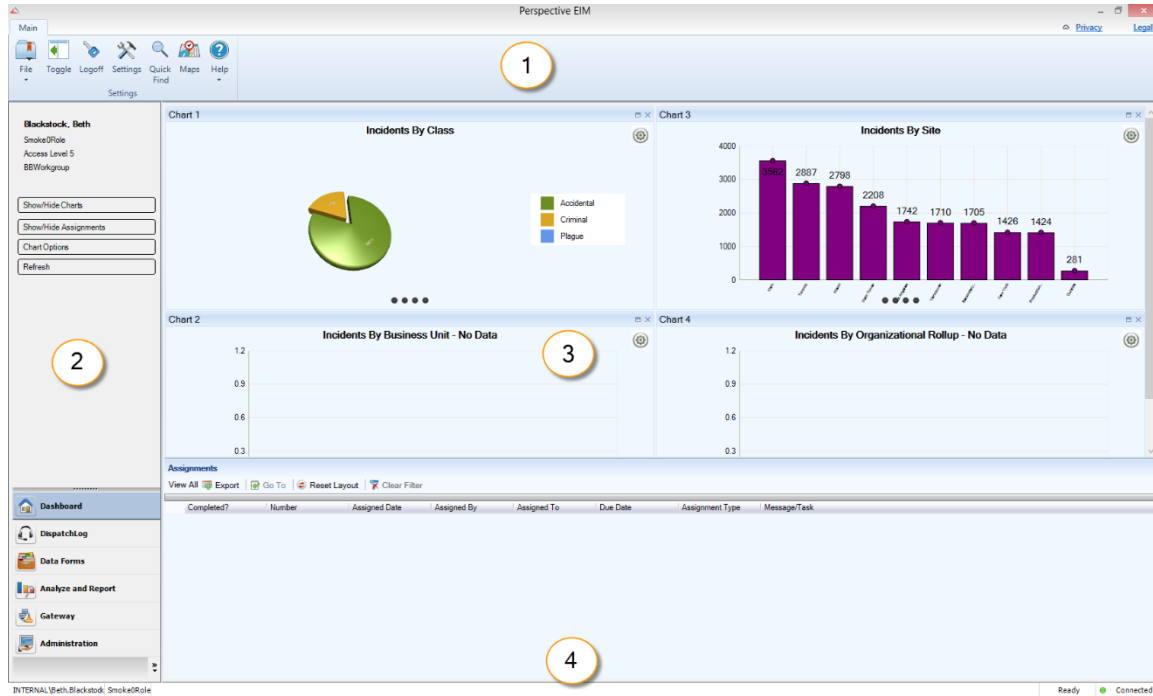 Perspective EIM
Main
Privacy Legal
File Toggle Logoff Settings Quick Find Maps Help
Settings
1
Blackstock, Beth
Smoke0Role
Access Level 5
BBWorkgroup
Show/Hide Charts
Show/Hide Assignments
Chart Options
Refresh
2
Dashboard
DispatchLog
Data Forms
Analyze and Report
Gateway
Administration
Chart 1
Incidents By Class
Accidental
Criminal
Plague
Chart 3
Incidents By Site
4000
3000
2000
1000
0
3562 2887 2798 2208 1742 1710 1705 1426 1424 281
Chart 2
Incidents By Business Unit - No Data
1.2
0.9
0.6
0.3
3
Chart 4
Incidents By Organizational Rollup - No Data
1.2
0.9
0.6
0.3
Assignments
View All Export Go To Reset Layout Clear Filter
Completed? Number Assigned Date Assigned By Assigned To Due Date Assignment Type Message/Task
4
INTERNAL\Beth.Blackstock Smoke0Role
Ready Connected